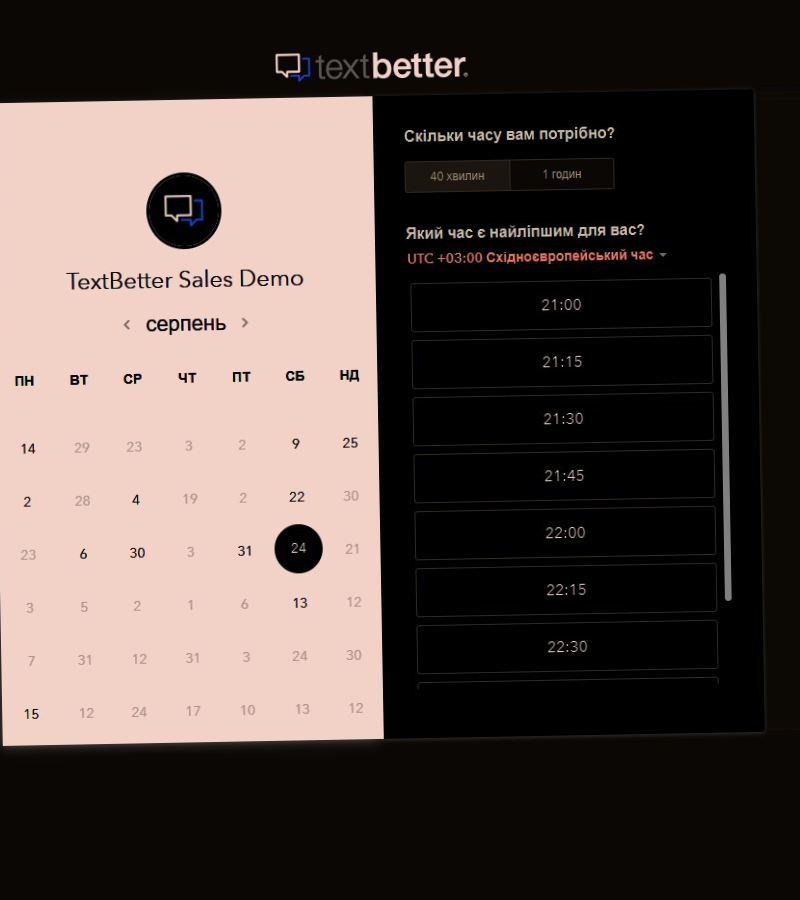 textbetter.
TextBetter Sales Demo
серпень
ПН ВТ СР ЧТ ПТ СБ НД
14 29 23 3 2 9 25
2 28 4 19 2 22 30
23 6 30 3 31 24 21
3 5 2 1 6 13 12
7 31 12 31 3 24 30
15 12 24 17 10 13 12
Скільки часу вам потрібно?
40 хвилин 1 годин
Який час є найліпшим для вас?
UTC +03:00 Східноєвропейський час
21:00
21:15
21:30
21:45
22:00
22:15
22:30